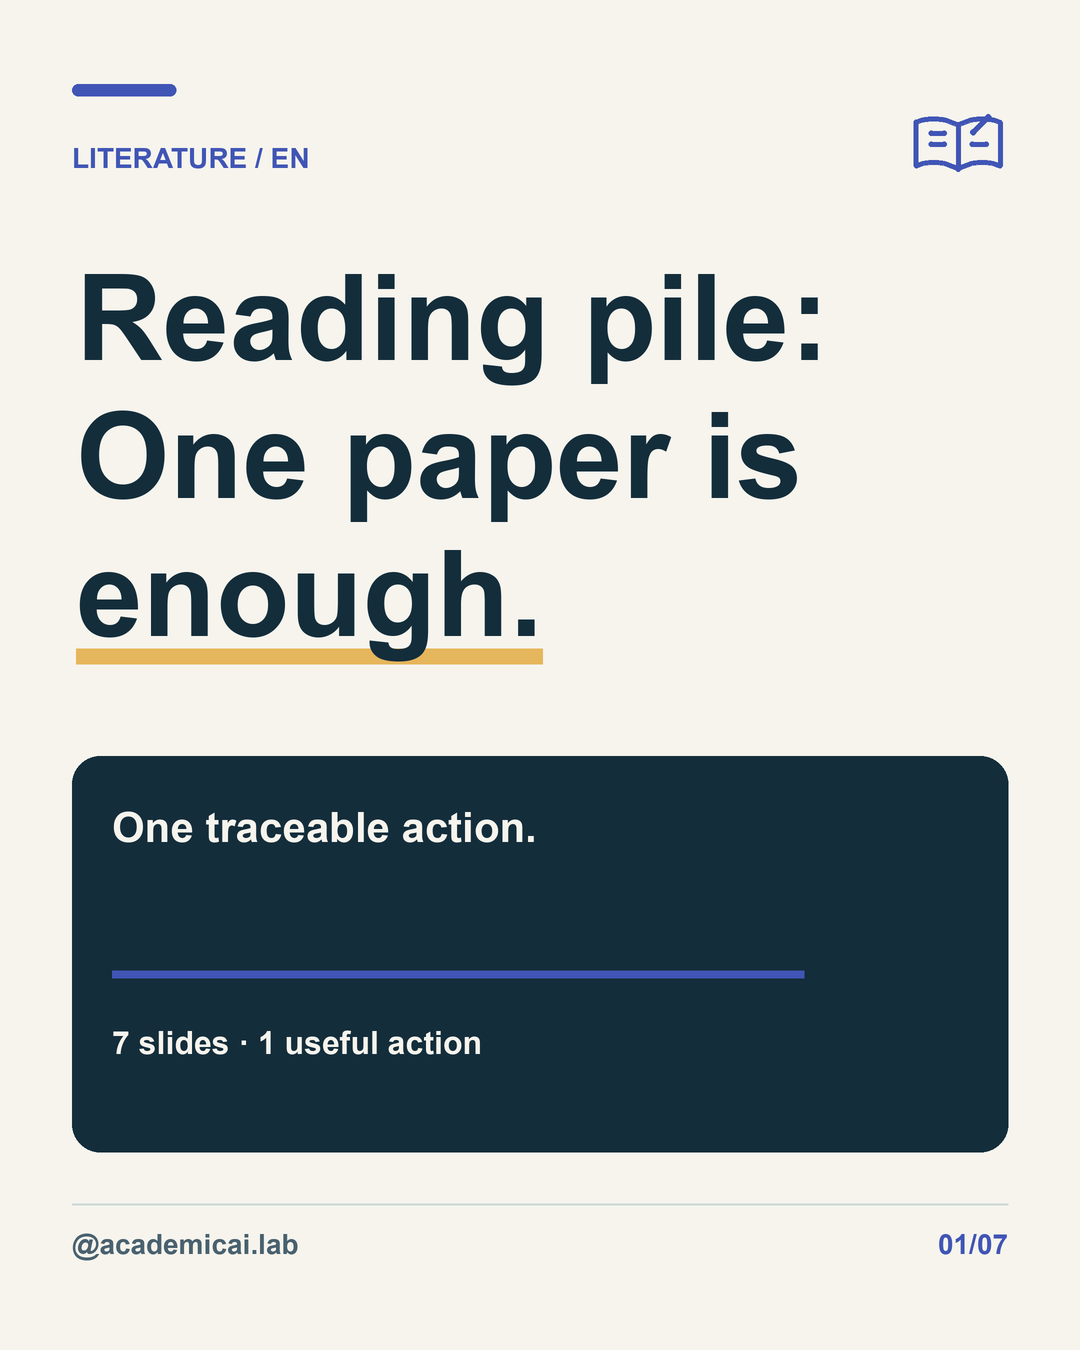 LITERATURE / EN
Reading pile:
One paper is
enough.
One traceable action.
7 slides · 1 useful action
@academicai.lab
01/07